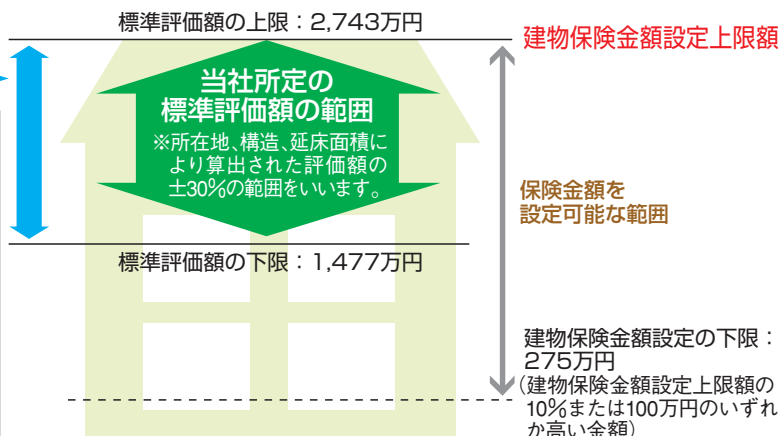 標準評価額の上限：2,743万円
建物保険金額設定上限額
当社所定の
標準評価額の範囲
※所在地、構造、延床面積に
より算出された評価額の
±30％の範囲をいいます。
保険金額を
設定可能な範囲
標準評価額の下限：1,477万円
建物保険金額設定の下限：
275万円
（建物保険金額設定上限額の
10％または100万円のいずれ
か高い金額）